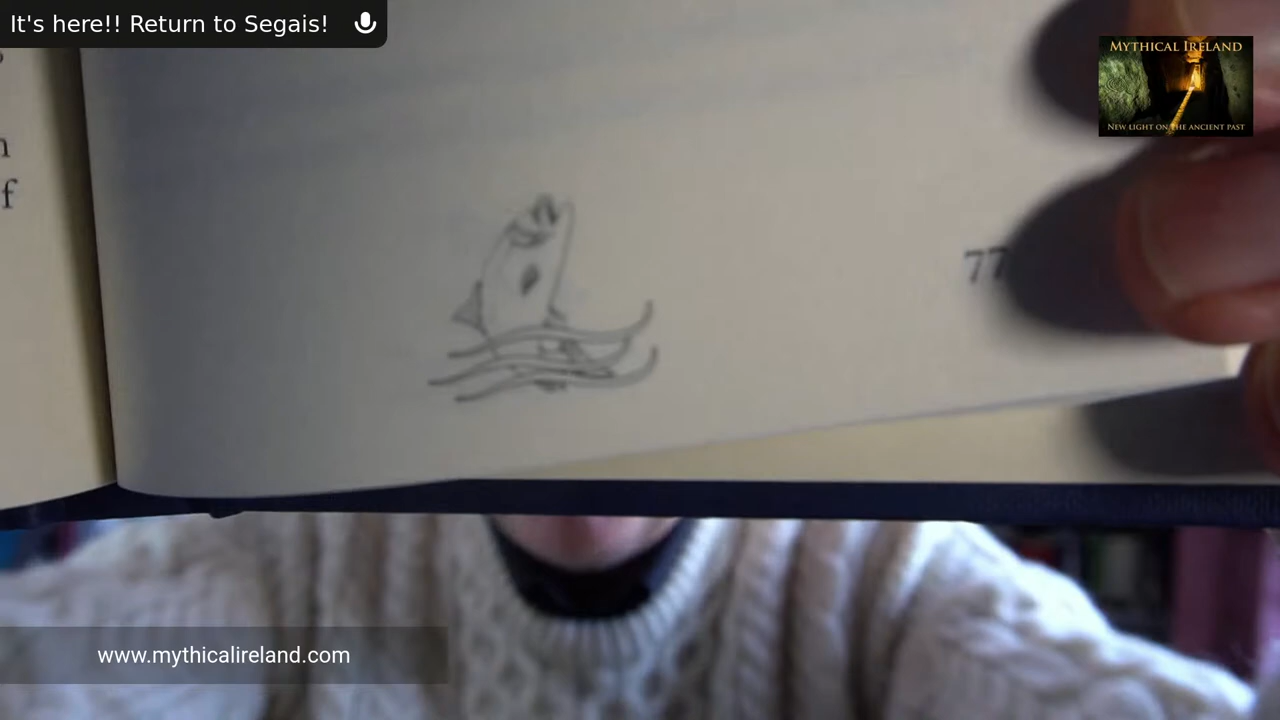 It's here!! Return to Segais!
MYTHICAL IRELAND
NEW LIGHT ON THE ANCIENT PAST
n
f
77
www.mythicalireland.com